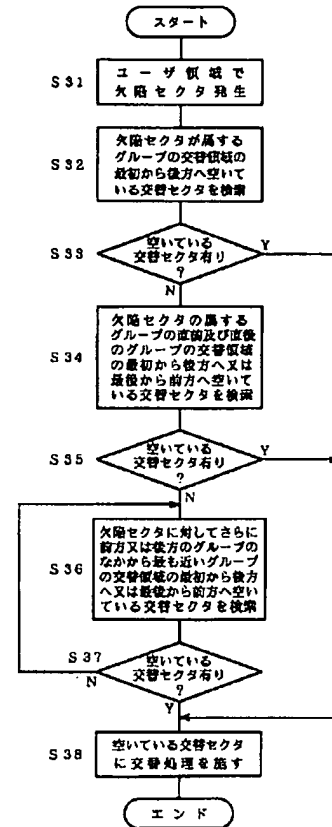 スタート
S31
ユーザ領域で
欠陥セクタ発生
S32
欠陥セクタが属する
グループの交替領域の
最初から後方へ空いて
いる交替セクタを検索
S33
空いている
交替セクタ有り
?
Y
N
S34
欠陥セクタの属する
グループの直前及び直後
のグループの交替領域
の最初から後方へ又は
最後から前方へ空いて
いる交替セクタを検索
S35
空いている
交替セクタ有り
?
Y
N
S36
欠陥セクタに対してさらに
前方又は後方のグループの
なかから最も近いグループ
の交替領域の最初から後方
へ又は最後から前方へ空い
ている交替セクタを検索
S37
空いている
交替セクタ有り
?
N
Y
S38
空いている交替セクタ
に交替処理を施す
エンド